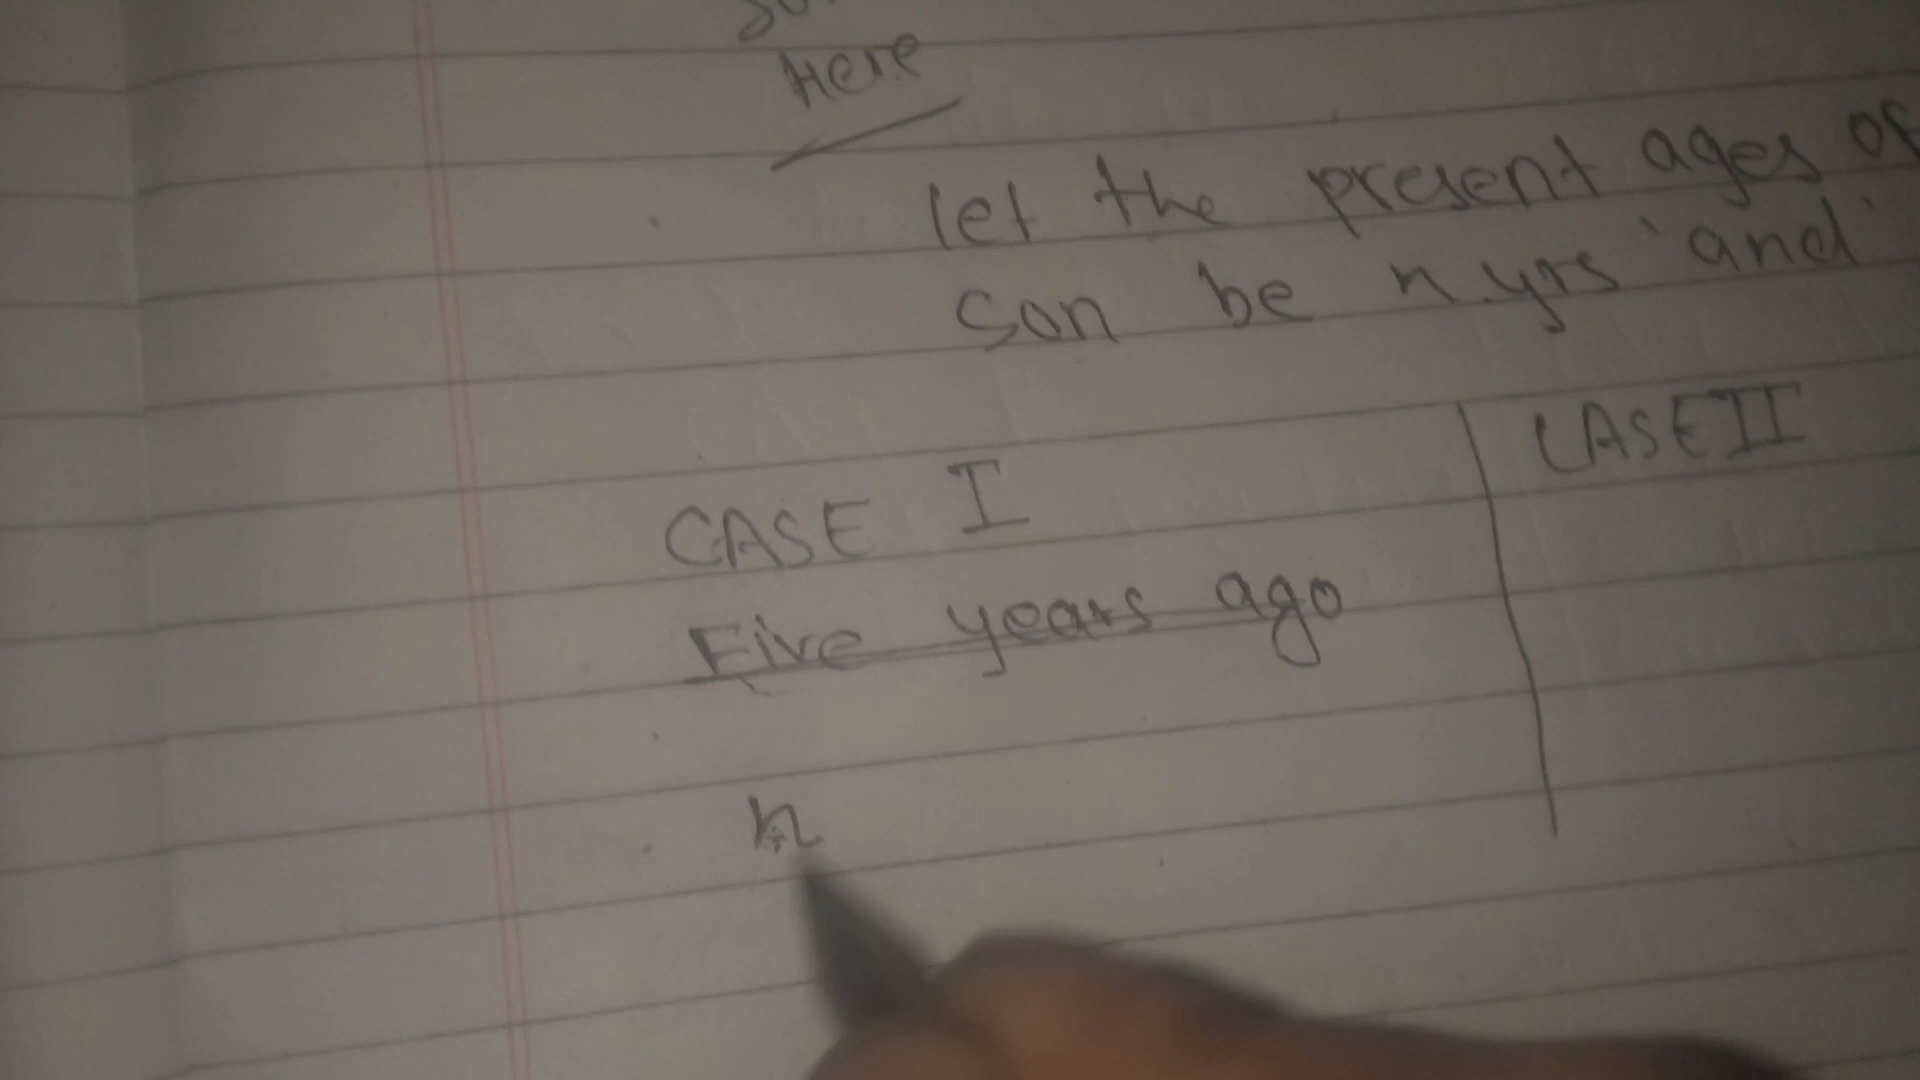 Here
let the present ages of
son be x yrs and
CASE I
CASE II
Five years ago
x